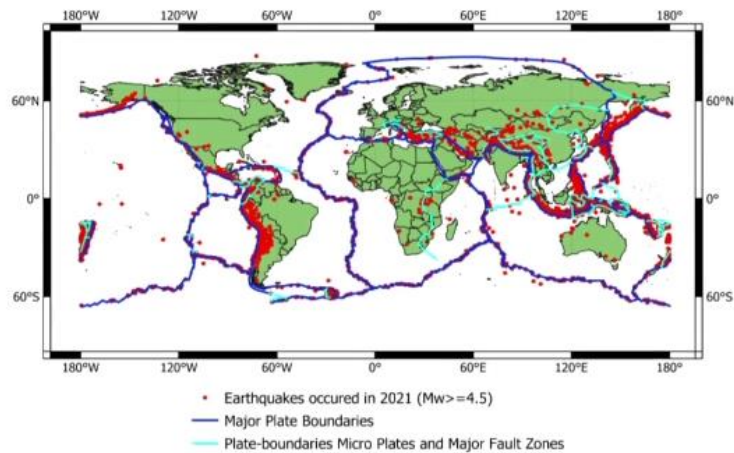 180°W 120°W 60°W 0° 60°E 120°E 180°
60°N 60°N
0° 0°
60°S 60°S
180°W 120°W 60°W 0° 60°E 120°E 180°
Earthquakes occured in 2021 (Mw>=4.5)
Major Plate Boundaries
Plate-boundaries Micro Plates and Major Fault Zones